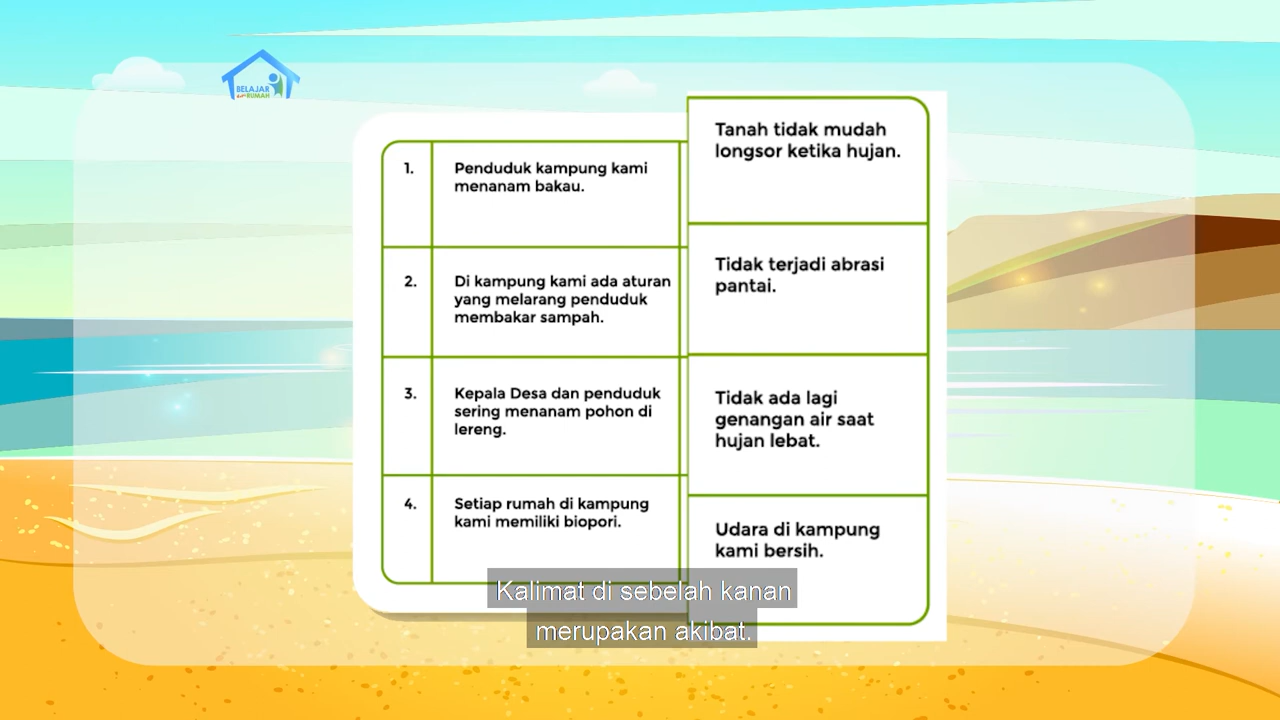 BELAJAR
dari RUMAH
1.
Penduduk kampung kami
menanam bakau.
2.
Di kampung kami ada aturan
yang melarang penduduk
membakar sampah.
3.
Kepala Desa dan penduduk
sering menanam pohon di
lereng.
4.
Setiap rumah di kampung
kami memiliki biopori.
Tanah tidak mudah
longsor ketika hujan.
Tidak terjadi abrasi
pantai.
Tidak ada lagi
genangan air saat
hujan lebat.
Udara di kampung
kami bersih.
Kalimat di sebelah kanan
merupakan akibat.